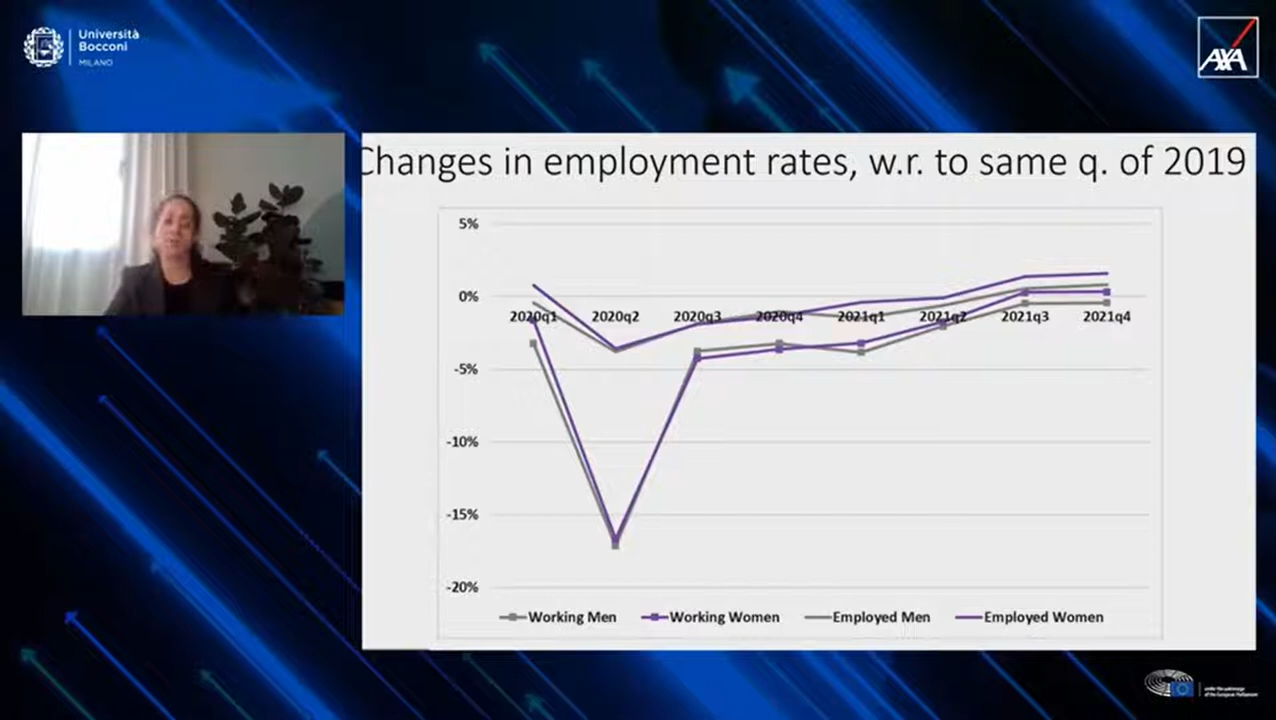 Università
Bocconi
MILANO
AXA
Changes in employment rates, w.r. to same q. of 2019
5%
0%
2020q1 2020q2 2020q3 2020q4 2021q1 2021q2 2021q3 2021q4
-5%
-10%
-15%
-20%
Working Men Working Women Employed Men Employed Women